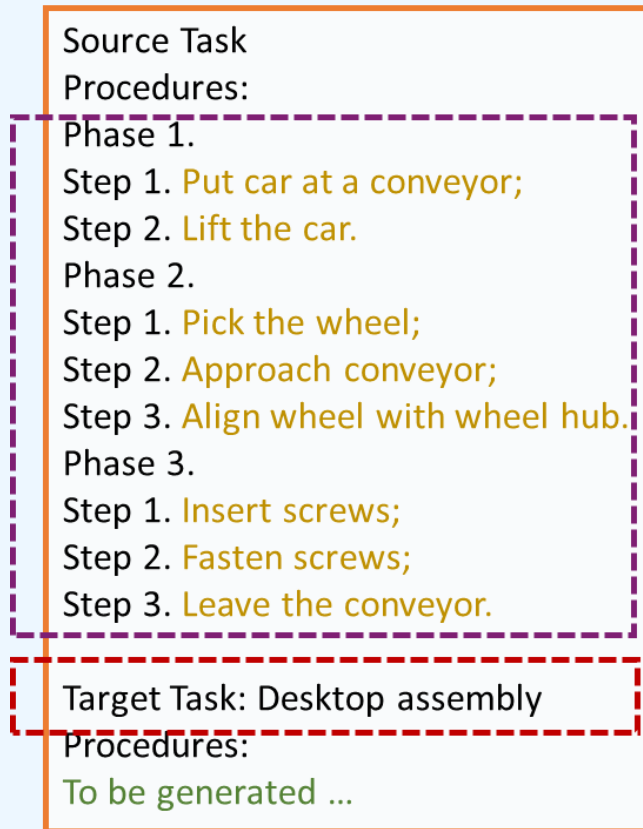 Source Task
Procedures:
Phase 1.
Step 1. Put car at a conveyor;
Step 2. Lift the car.
Phase 2.
Step 1. Pick the wheel;
Step 2. Approach conveyor;
Step 3. Align wheel with wheel hub.
Phase 3.
Step 1. Insert screws;
Step 2. Fasten screws;
Step 3. Leave the conveyor.
Target Task: Desktop assembly
Procedures:
To be generated ...